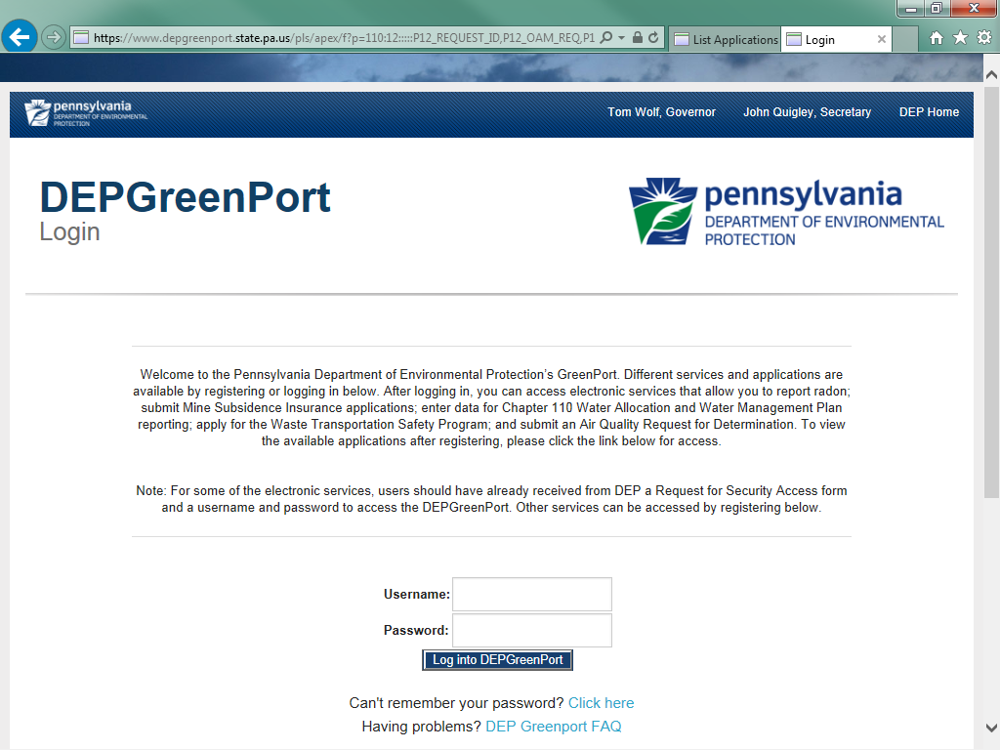 https://www.depgreenport.state.pa.us/pls/apex/f?p=110:12:::::P12_REQUEST_ID,P12_OAM_REQ,P1
List Applications
Login
pennsylvania
DEPARTMENT OF ENVIRONMENTAL
PROTECTION
Tom Wolf, Governor
John Quigley, Secretary
DEP Home
DEPGreenPort
Login
pennsylvania
DEPARTMENT OF ENVIRONMENTAL
PROTECTION
Welcome to the Pennsylvania Department of Environmental Protection's GreenPort. Different services and applications are
available by registering or logging in below. After logging in, you can access electronic services that allow you to report radon;
submit Mine Subsidence Insurance applications; enter data for Chapter 110 Water Allocation and Water Management Plan
reporting; apply for the Waste Transportation Safety Program; and submit an Air Quality Request for Determination. To view
the available applications after registering, please click the link below for access.
Note: For some of the electronic services, users should have already received from DEP a Request for Security Access form
and a username and password to access the DEPGreenPort. Other services can be accessed by registering below.
Username:
Password:
Log into DEPGreenPort
Can't remember your password? Click here
Having problems? DEP Greenport FAQ